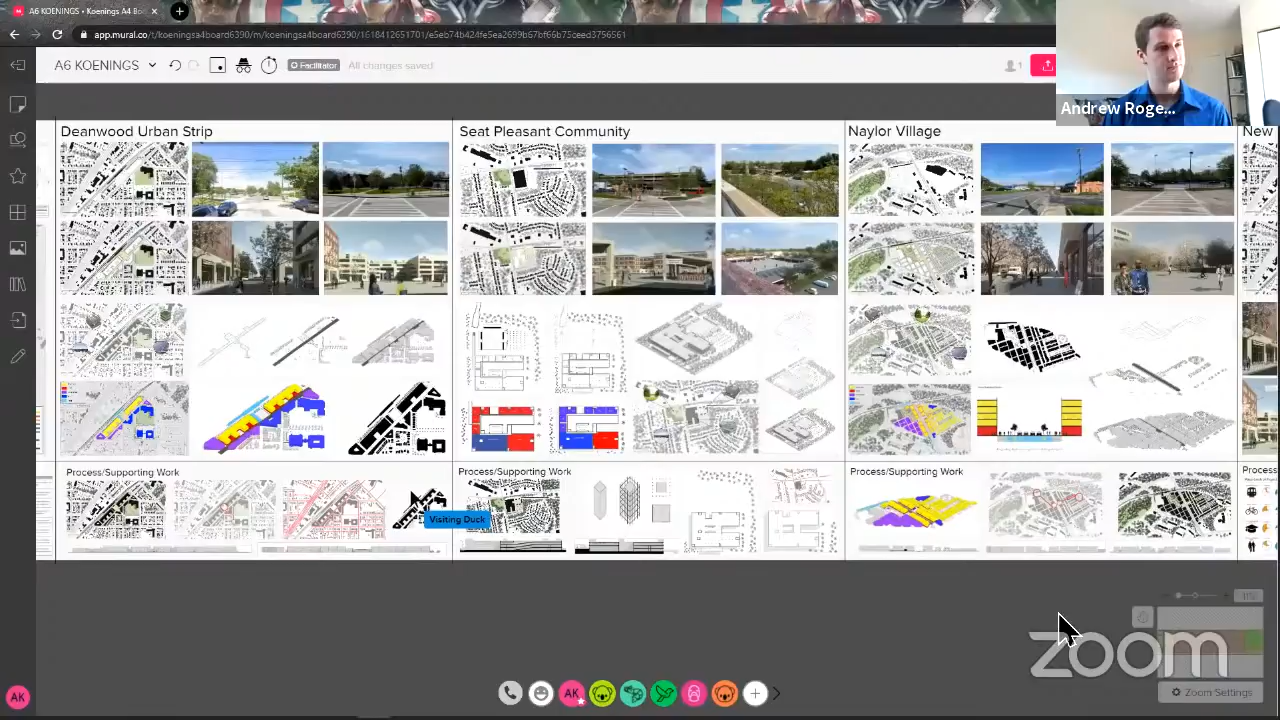 A6 KOENINGS • Koenings A4 Bo
app.mural.co/t/koeningsa4board6390/m/koeningsa4board6390/1618412651701/e5eb74b424fe5ea2699b67bf66b75ceed3756561
A6 KOENINGS
Facilitator
All changes saved!
1
Andrew Roge...
Deanwood Urban Strip
Seat Pleasant Community
Naylor Village
New
Process/Supporting Work
Process/Supporting Work
Process/Supporting Work
Process
Visiting Duck
zoom
Zoom Settings
AK
AK